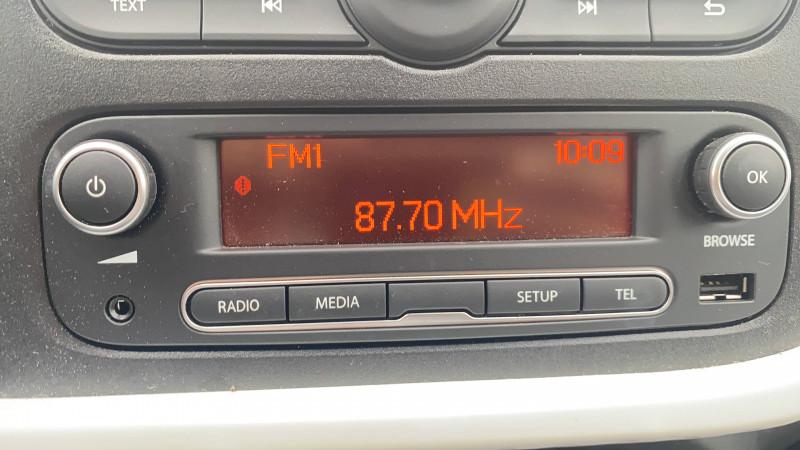 TEXT
FM1 10:09
87.70 MHz
OK
BROWSE
RADIO MEDIA SETUP TEL